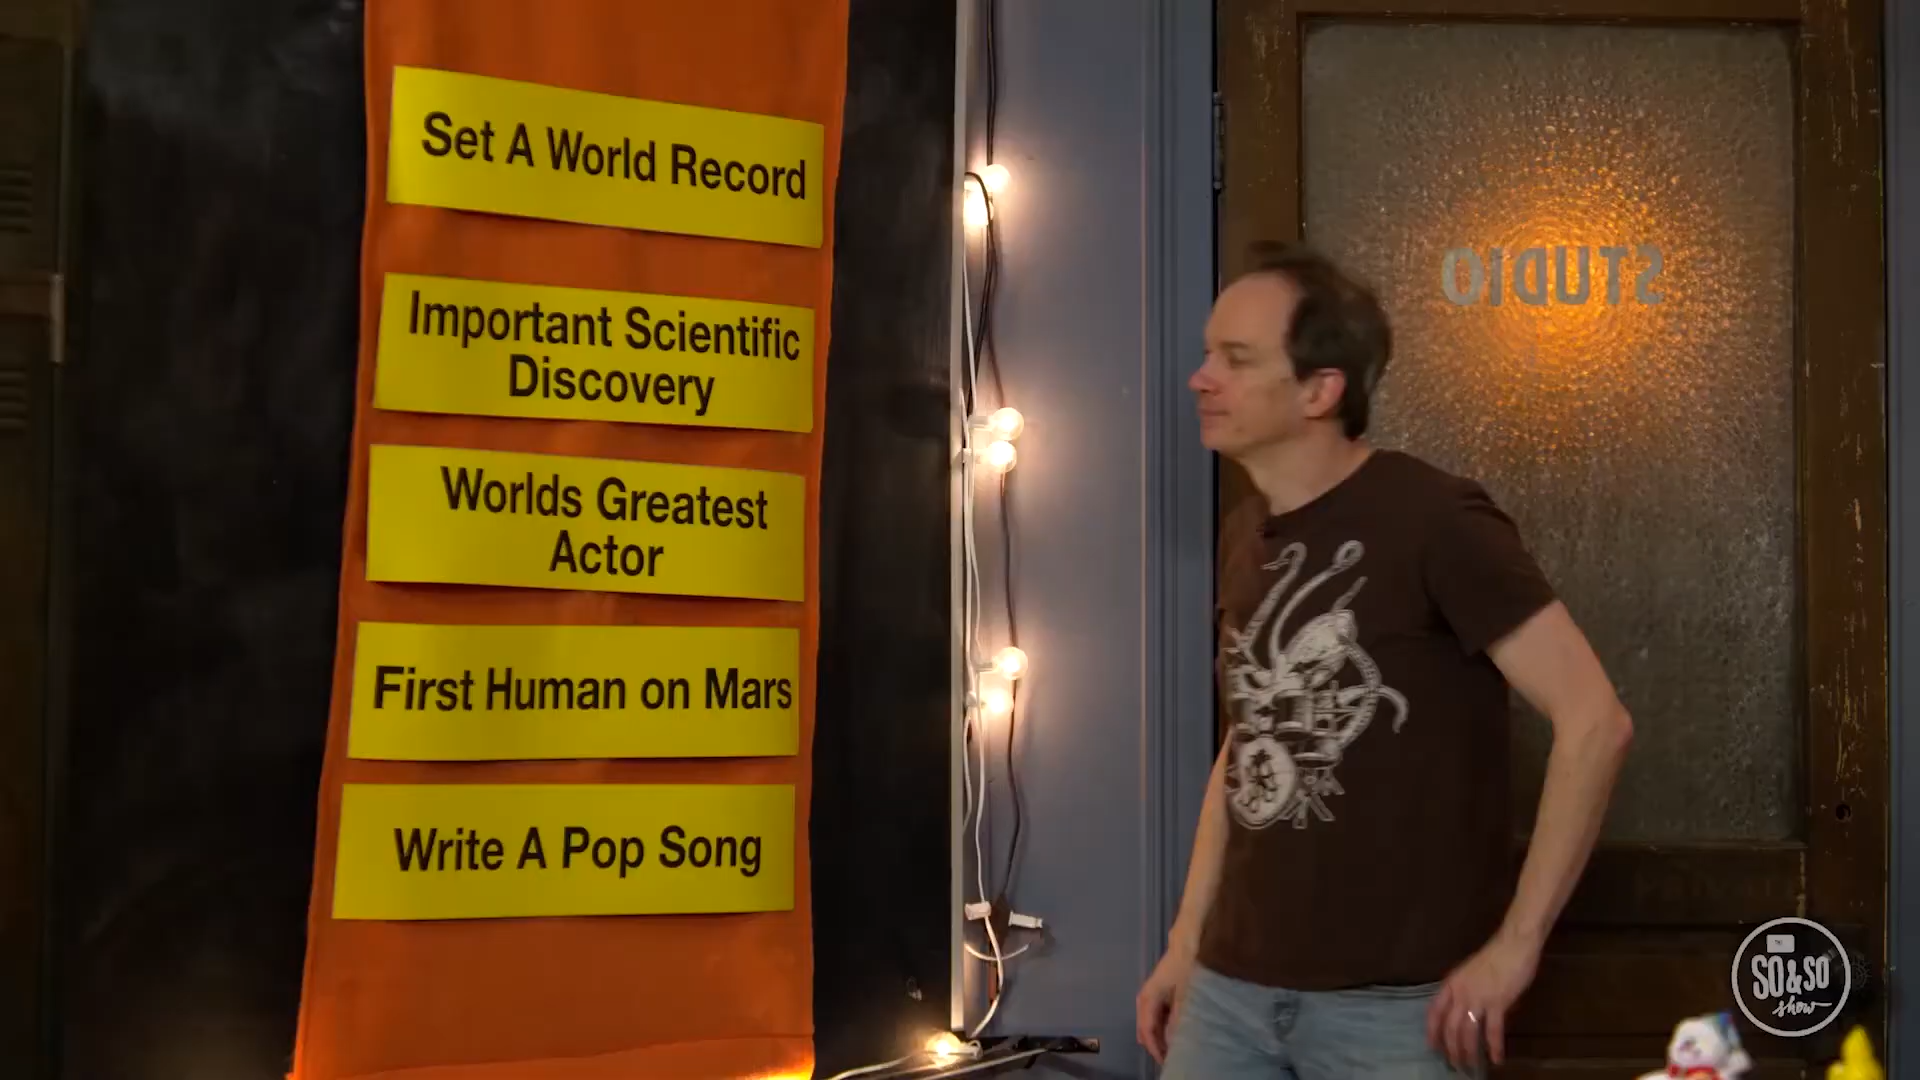 Set A World Record
Important Scientific
Discovery
Worlds Greatest
Actor
First Human on Mars
Write A Pop Song
STUDIO
SO&SO
show